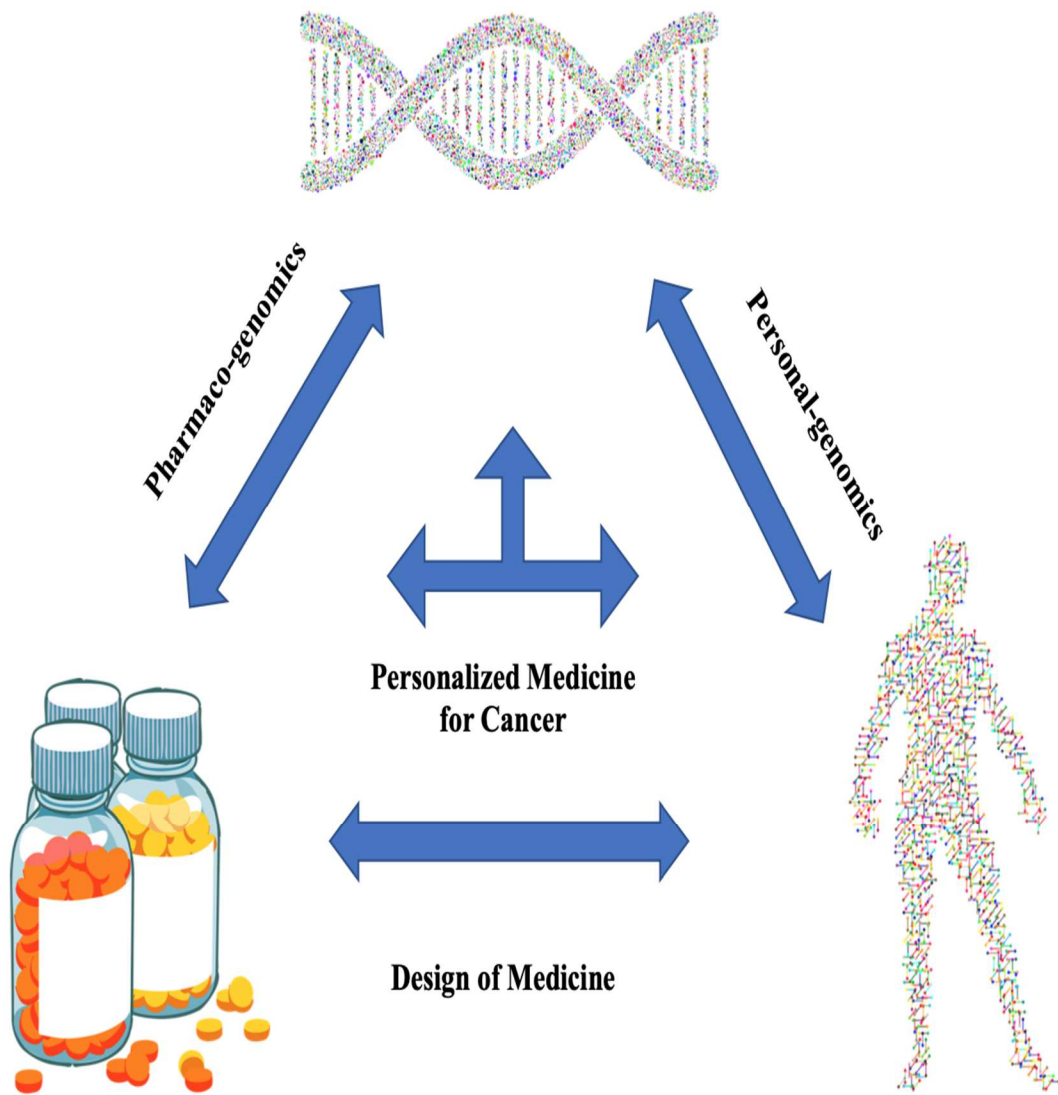 Pharmaco-genomics
Personal-genomics
Personalized Medicine
for Cancer
Design of Medicine